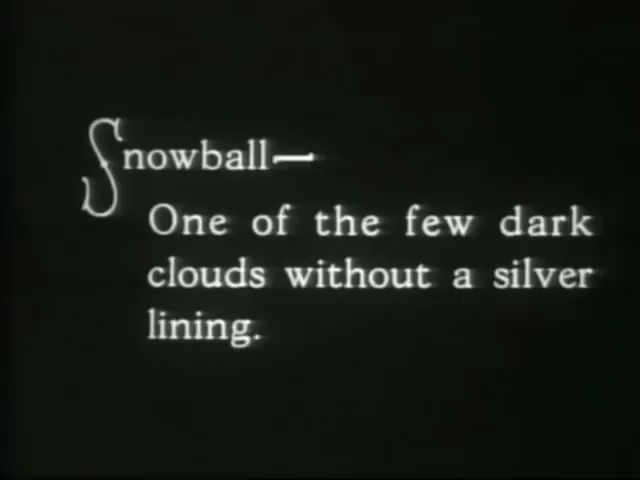 Snowball—
One of the few dark
clouds without a silver
lining.